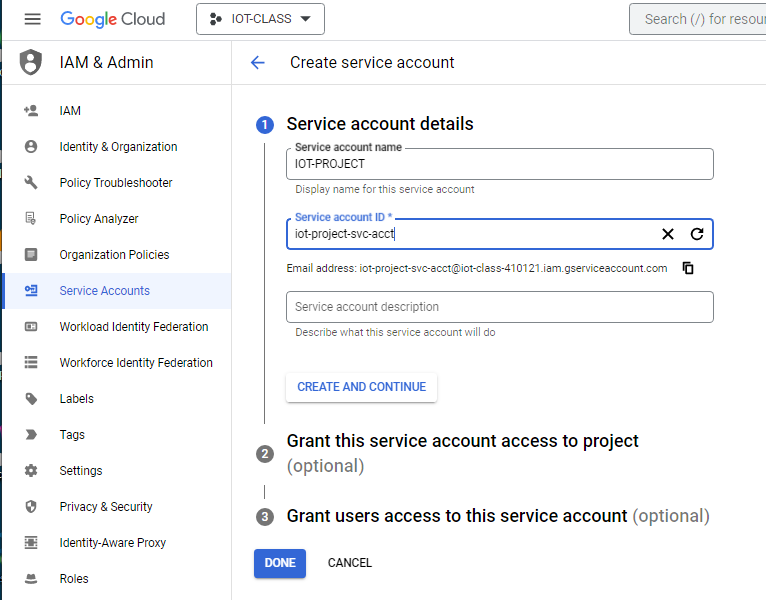 Google Cloud
IOT-CLASS
Search (/) for resou
IAM & Admin
Create service account
IAM
Identity & Organization
Policy Troubleshooter
Policy Analyzer
Organization Policies
Service Accounts
Workload Identity Federation
Workforce Identity Federation
Labels
Tags
Settings
Privacy & Security
Identity-Aware Proxy
Roles
1
Service account details
Service account name
IOT-PROJECT
Display name for this service account
Service account ID *
iot-project-svc-acct
Email address: iot-project-svc-acct@iot-class-410121.iam.gserviceaccount.com
Service account description
Describe what this service account will do
CREATE AND CONTINUE
2
Grant this service account access to project
(optional)
3
Grant users access to this service account (optional)
DONE
CANCEL